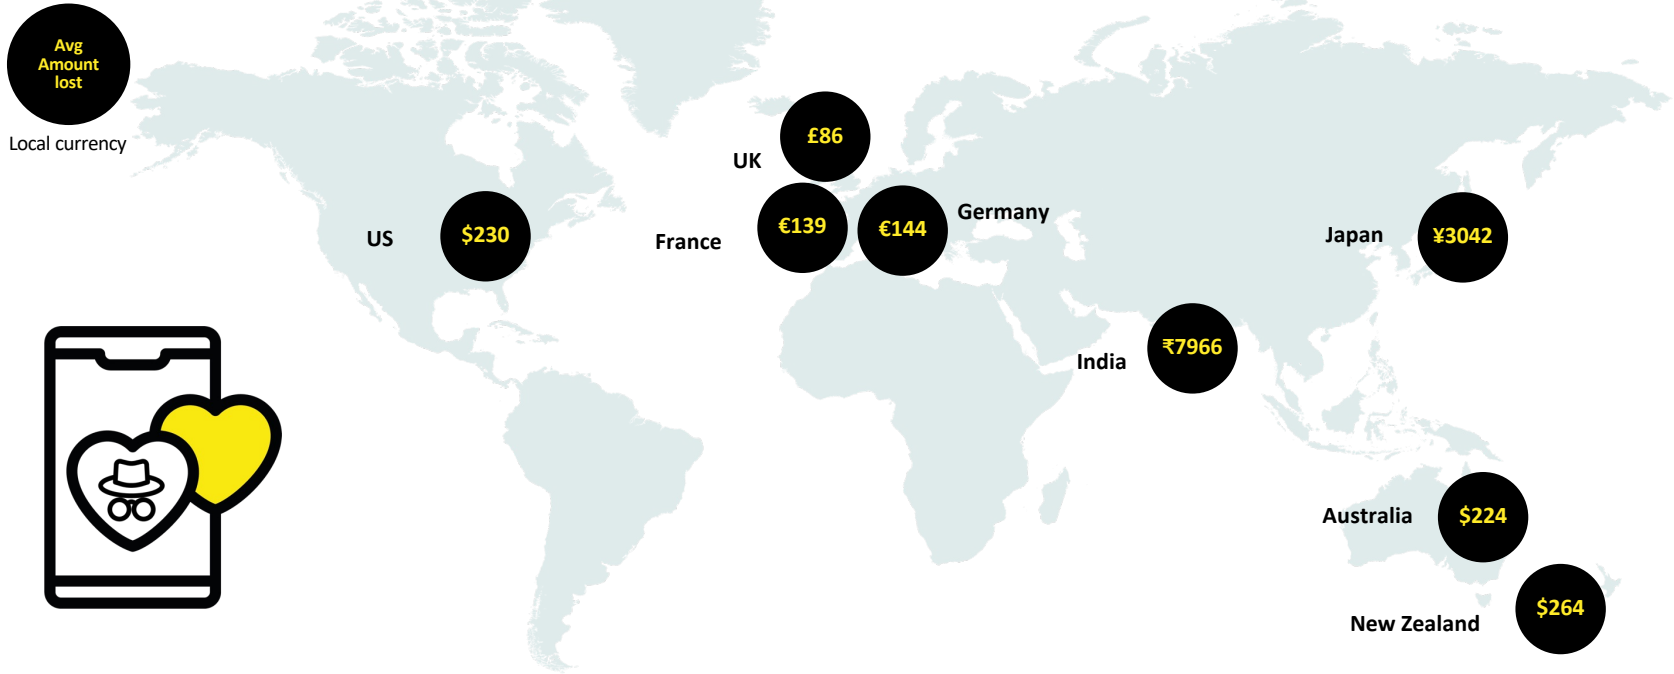 Avg
Amount
lost
Local currency
£86
UK
US
$230
France
€139
€144
Germany
Japan
¥3042
India
₹7966
Australia
$224
New Zealand
$264